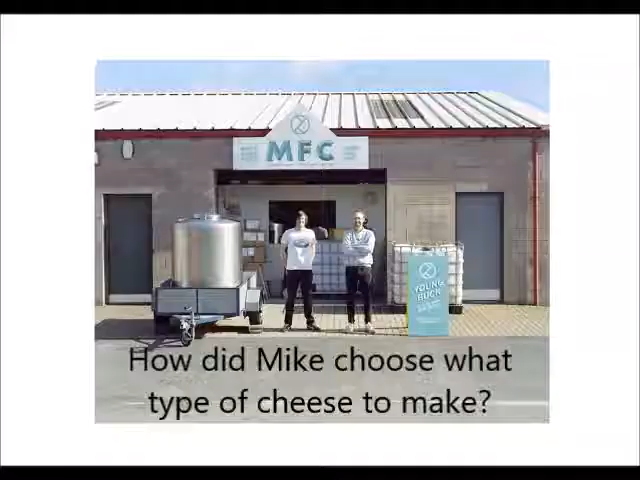 MFC
YOUNG
BUCK
How did Mike choose what
type of cheese to make?